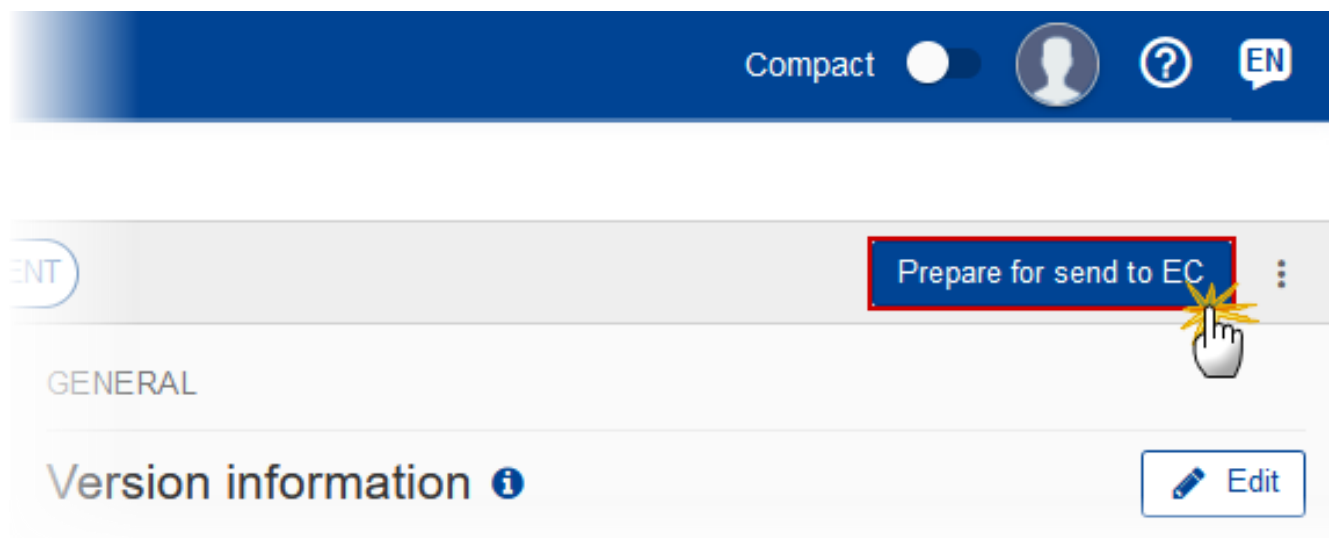 Compact EN
ENT Prepare for send to EC
GENERAL
Version information
Edit